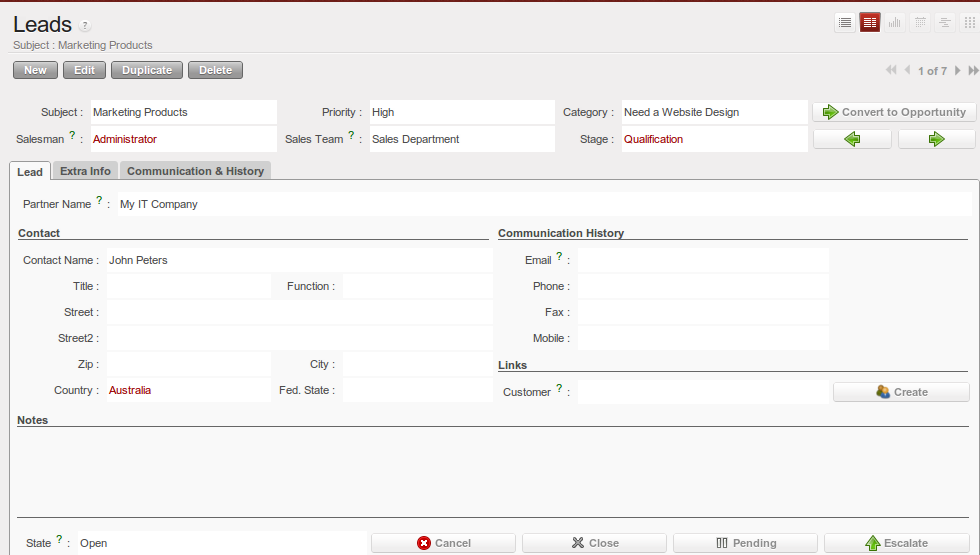 Leads ?
Subject : Marketing Products
New Edit Duplicate Delete 1 of 7
Subject : Marketing Products Priority : High Category : Need a Website Design Convert to Opportunity
Salesman ? : Administrator Sales Team ? : Sales Department Stage : Qualification
Lead Extra Info Communication & History
Partner Name ? : My IT Company
Contact Communication History
Contact Name : John Peters Email ? :
Title : Function : Phone :
Street : Fax :
Street2 : Mobile :
Zip : City : Links
Country : Australia Fed. State : Customer ? : Create
Notes
State ? : Open Cancel Close Pending Escalate